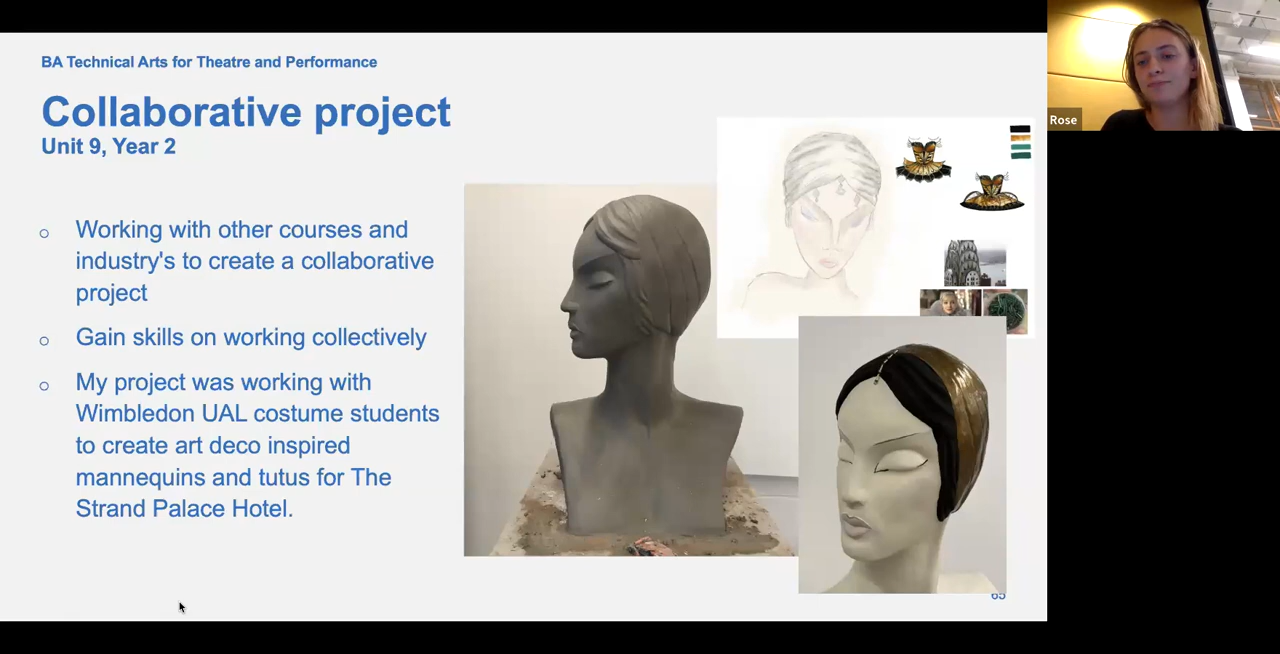 BA Technical Arts for Theatre and Performance
Collaborative project
Unit 9, Year 2
Working with other courses and
industry's to create a collaborative
project
Gain skills on working collectively
My project was working with
Wimbledon UAL costume students
to create art deco inspired
mannequins and tutus for The
Strand Palace Hotel.
65
Rose